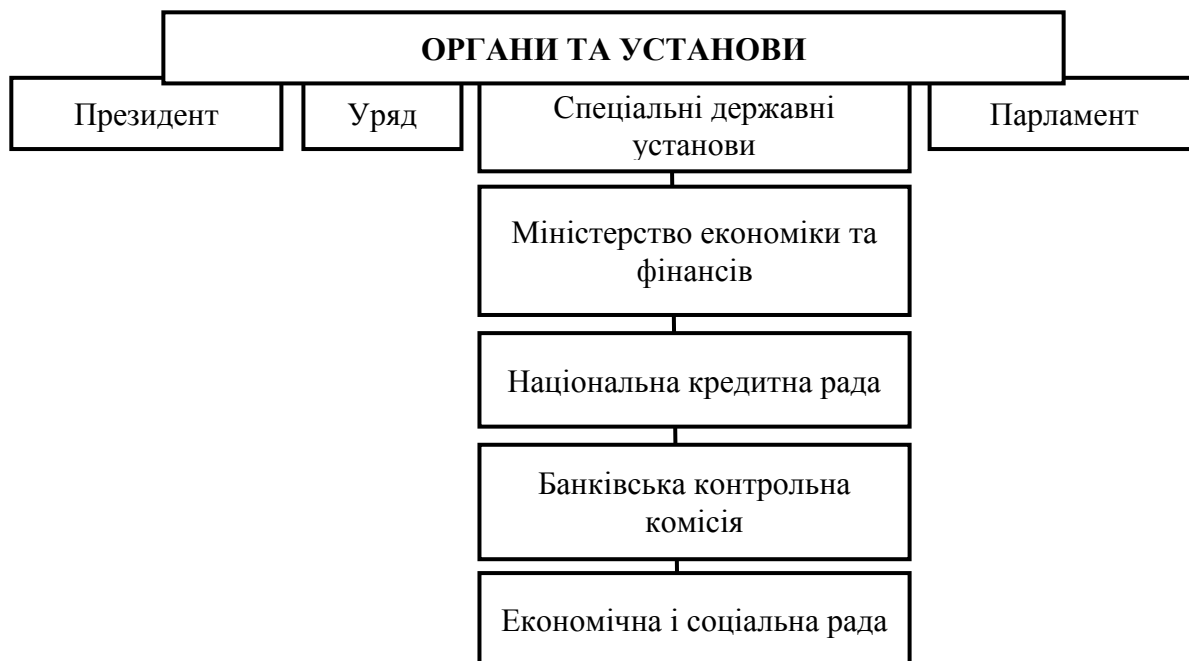 ОРГАНИ ТА УСТАНОВИ
Президент
Уряд
Спеціальні державні
установи
Парламент
Міністерство економіки та
фінансів
Національна кредитна рада
Банківська контрольна
комісія
Економічна і соціальна рада